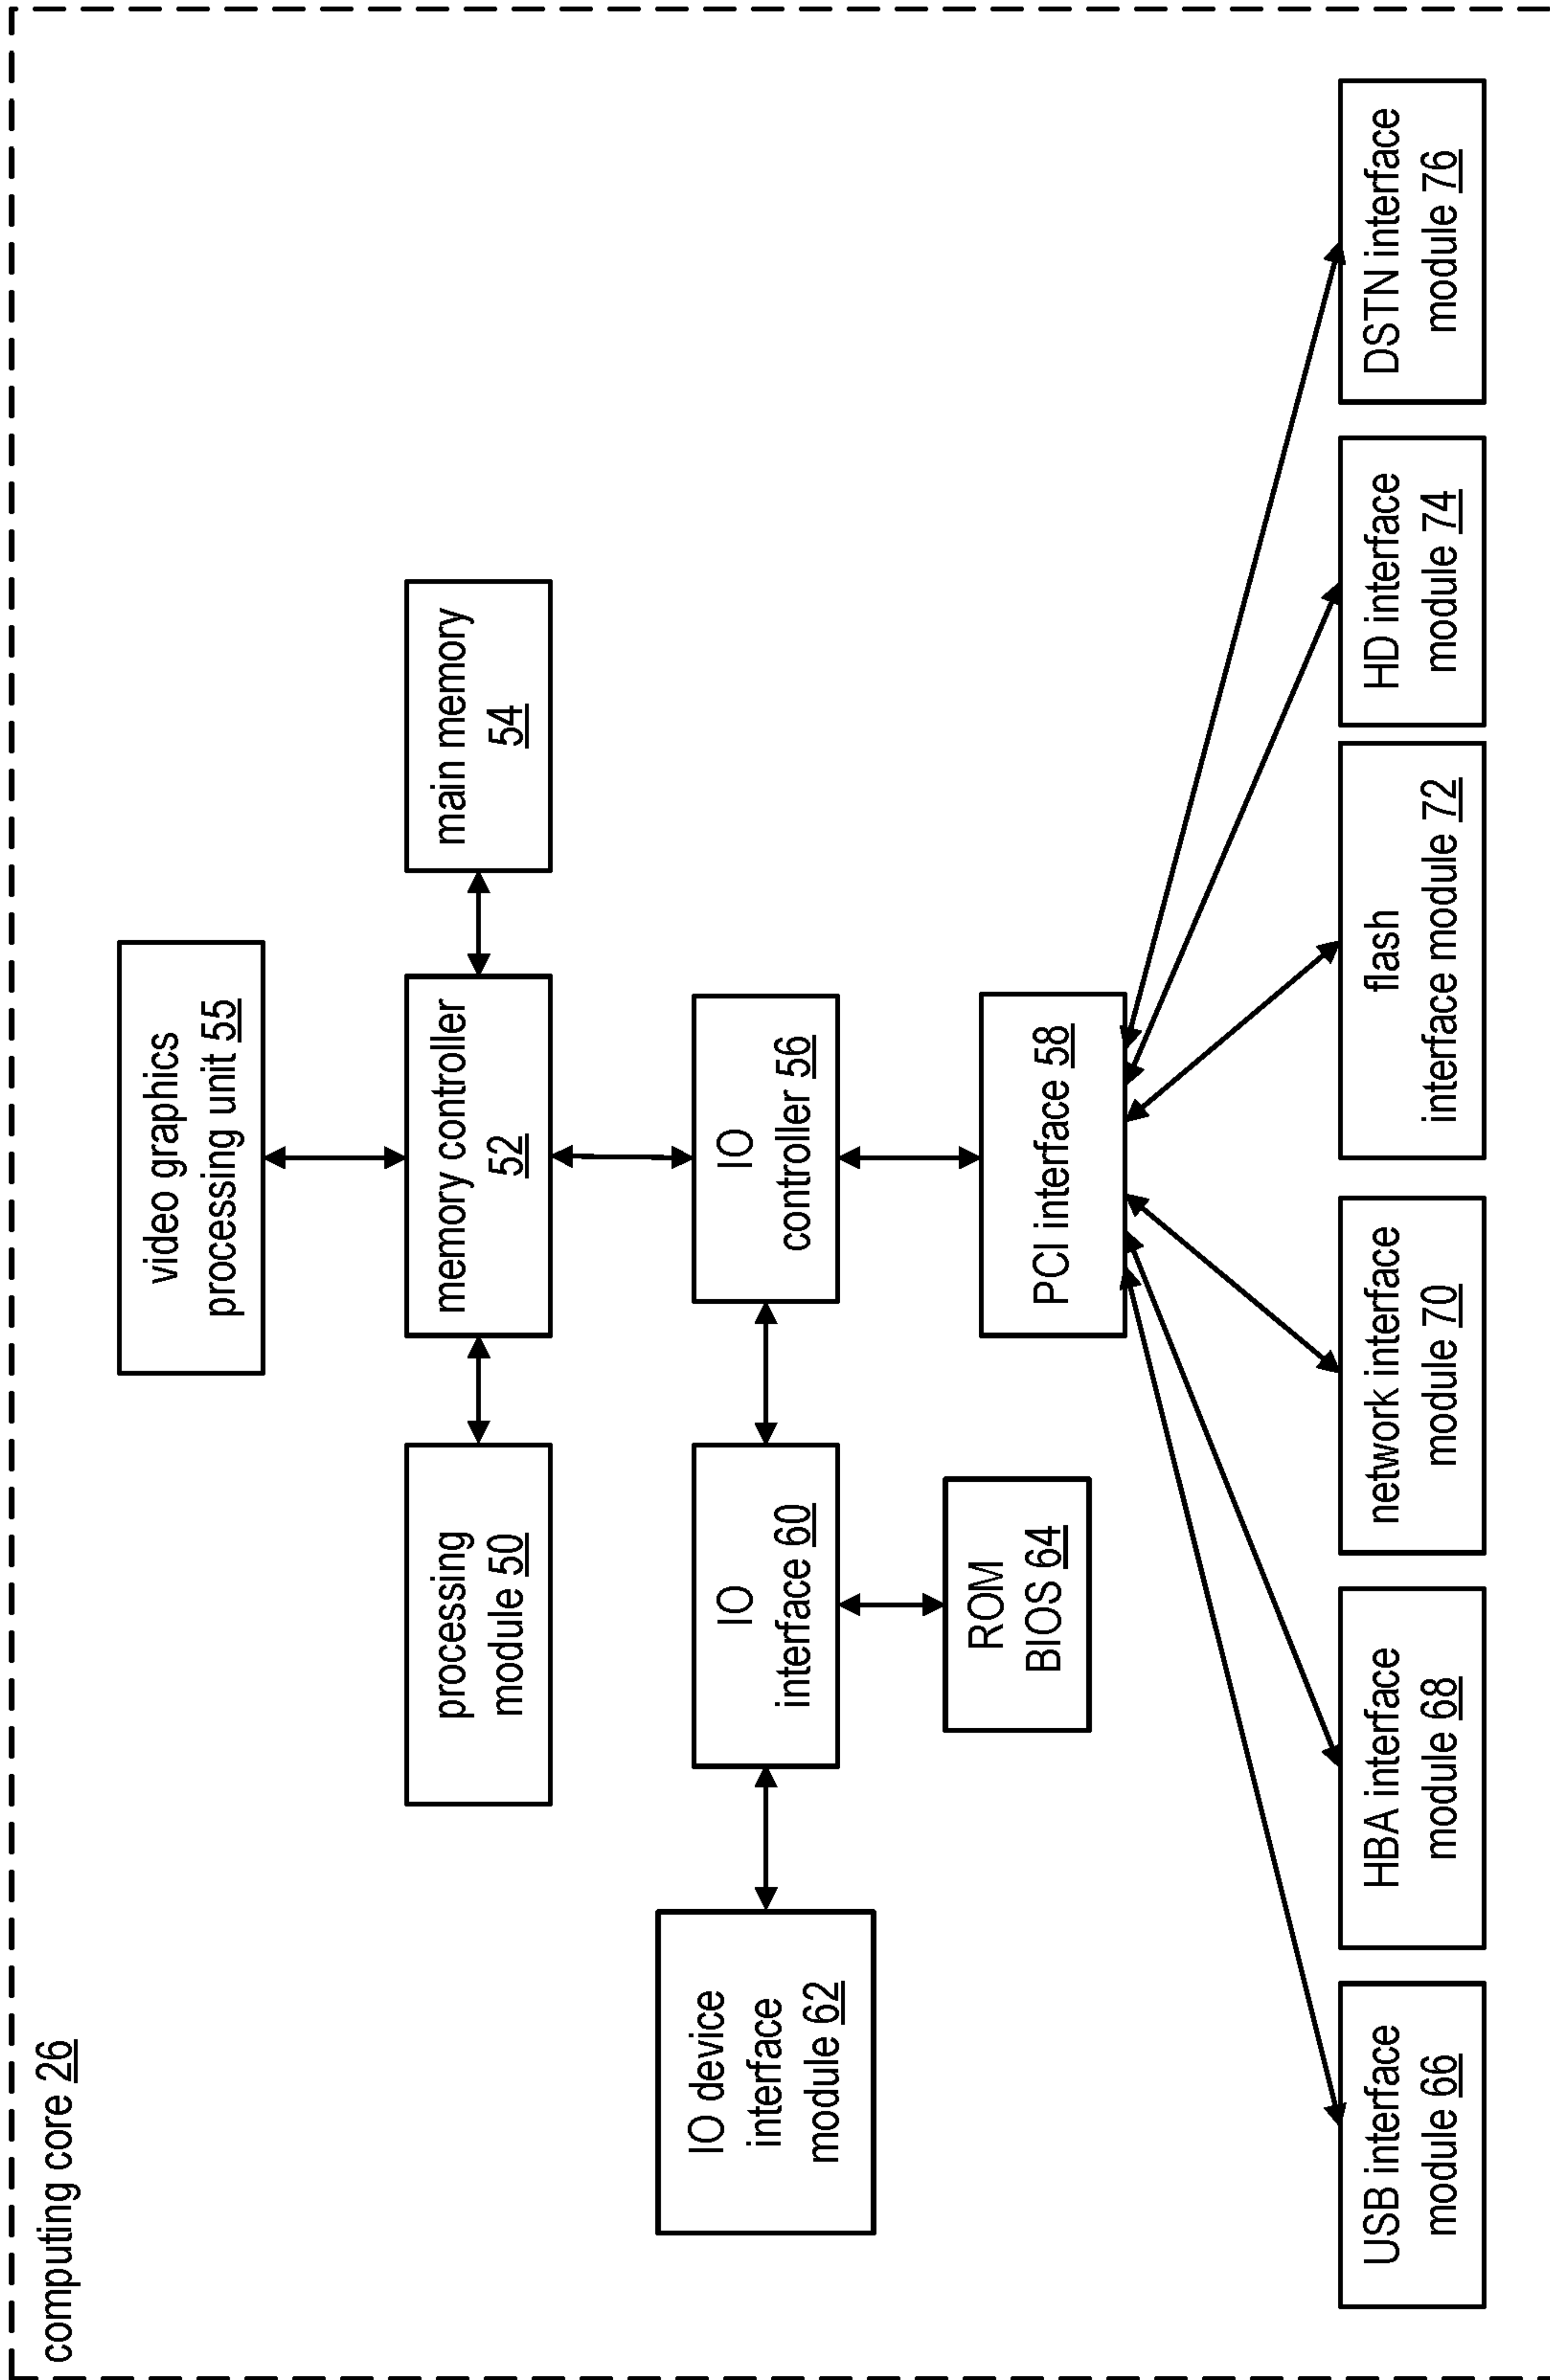 computing core 26
video graphics
processing unit 55
processing
module 50
memory controller
52
main memory
54
IO device
interface
module 62
IO
interface 60
IO
controller 56
ROM
BIOS 64
PCI interface 58
USB interface
module 66
HBA interface
module 68
network interface
module 70
flash
interface module 72
HD interface
module 74
DSTN interface
module 76